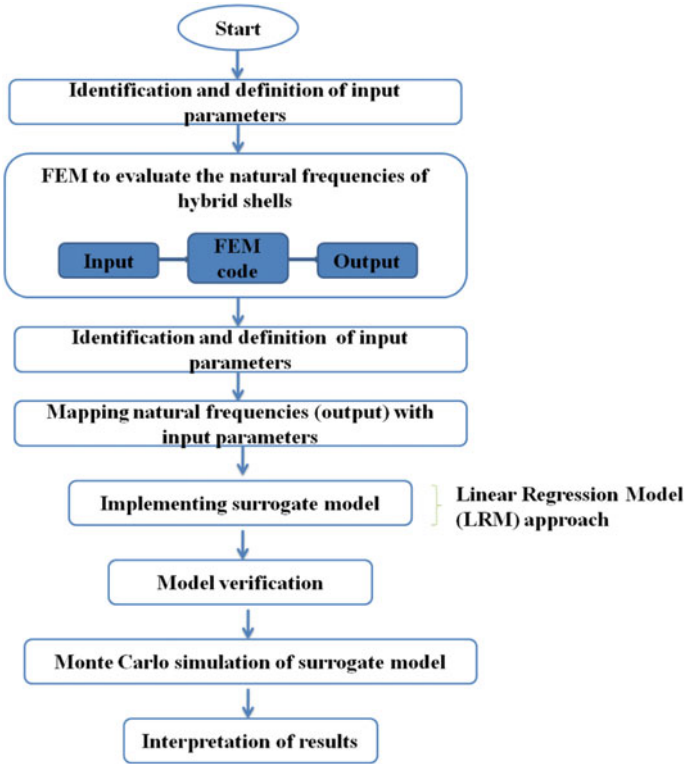 Start
Identification and definition of input
parameters
FEM to evaluate the natural frequencies of
hybrid shells
Input
FEM
code
Output
Identification and definition of input
parameters
Mapping natural frequencies (output) with
input parameters
Implementing surrogate model
Linear Regression Model
(LRM) approach
Model verification
Monte Carlo simulation of surrogate model
Interpretation of results